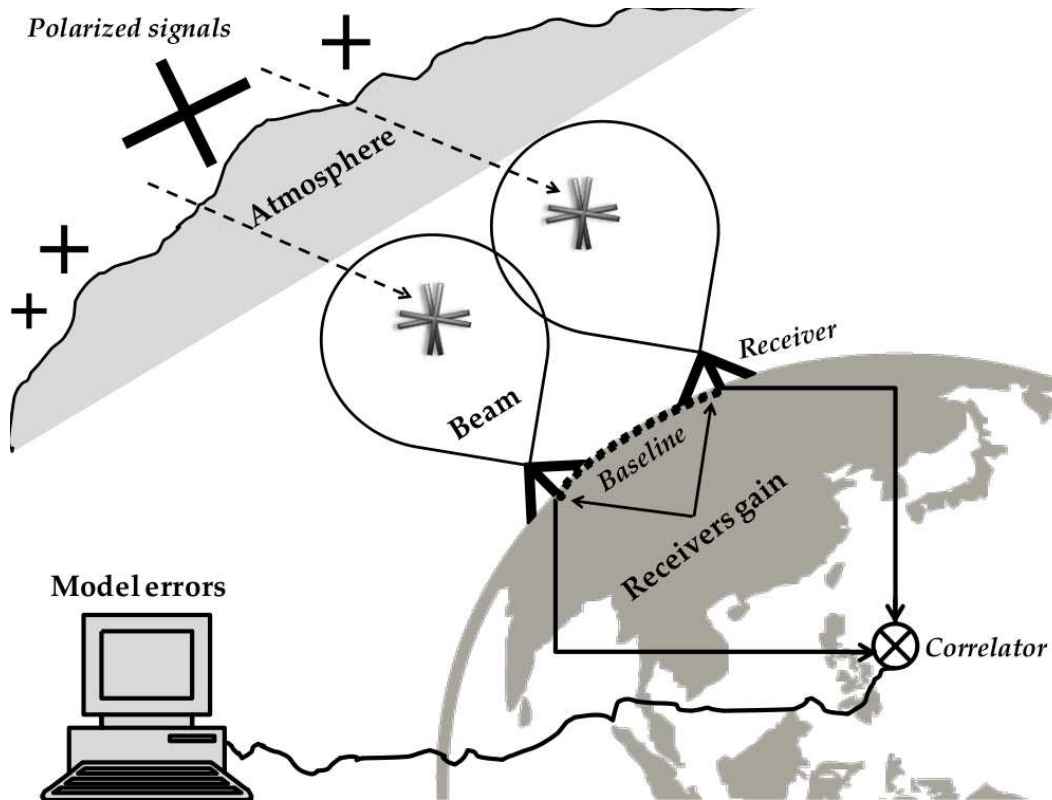 Polarized signals
Atmosphere
Receiver
Beam
Baseline
Receivers gain
Model errors
Correlator